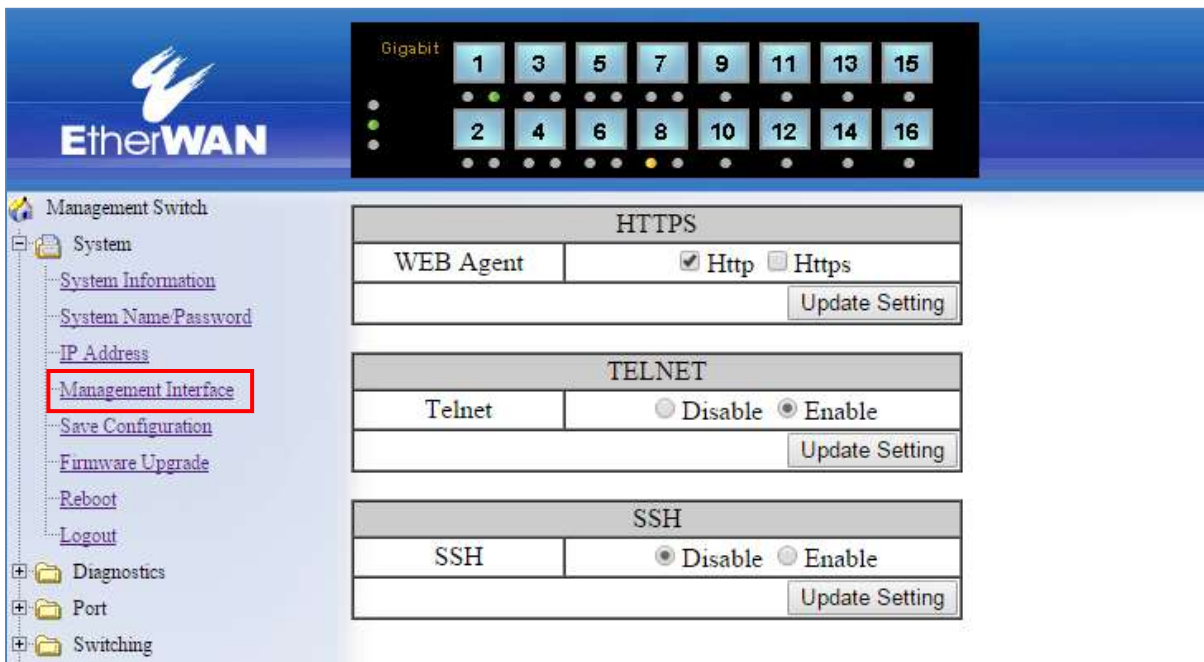 EtherWAN
Gigabit
1 3 5 7 9 11 13 15
2 4 6 8 10 12 14 16
Management Switch
System
System Information
System Name/Password
IP Address
Management Interface
Save Configuration
Firmware Upgrade
Reboot
Logout
Diagnostics
Port
Switching
HTTPS
WEB Agent Http Https
Update Setting
TELNET
Telnet Disable Enable
Update Setting
SSH
SSH Disable Enable
Update Setting